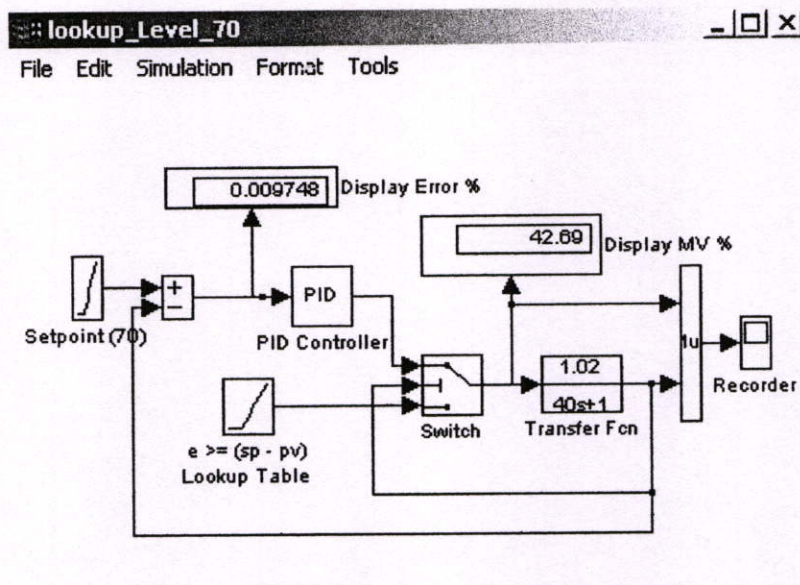 lookup_Level_70
File Edit Simulation Format Tools
0.009748
Display Error %
42.69
Display MV %
+
−
PID
Setpoint (70)
PID Controller
1u
1.02
40s+1
Recorder
Switch
Transfer Fcn
e >= (sp - pv)
Lookup Table